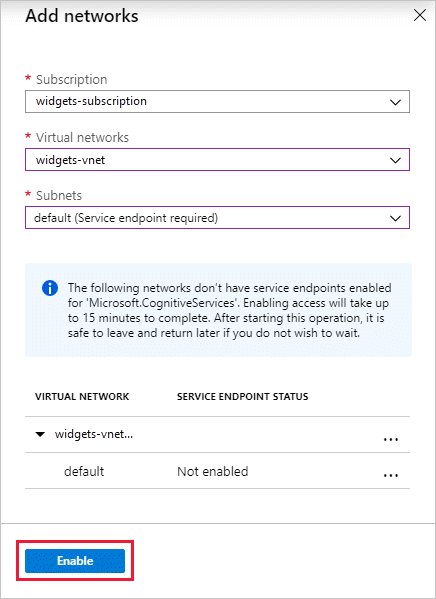 Add networks
* Subscription
widgets-subscription
* Virtual networks
widgets-vnet
* Subnets
default (Service endpoint required)
The following networks don't have service endpoints enabled
for 'Microsoft.CognitiveServices'. Enabling access will take up
to 15 minutes to complete. After starting this operation, it is
safe to leave and return later if you do not wish to wait.
VIRTUAL NETWORK SERVICE ENDPOINT STATUS
widgets-vnet... ...
default Not enabled ...
Enable